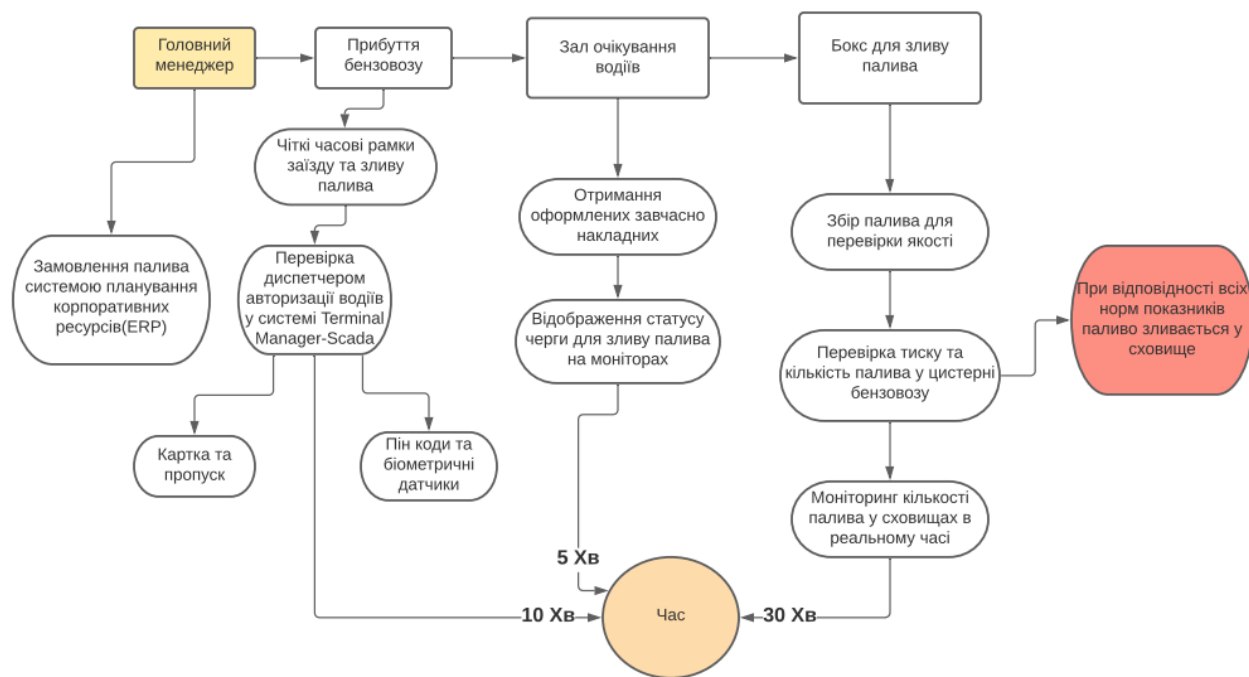 Головний
менеджер
Прибуття
бензовозу
Зал очікування
водіїв
Бокс для зливу
палива
Чіткі часові рамки
заїзду та зливу
палива
Отримання
оформлених завчасно
накладних
Збір палива для
перевірки якості
Замовлення палива
системою планування
корпоративних
ресурсів(ERP)
Перевірка
диспетчером
авторизації водіїв
у системі Terminal
Manager-Scada
Відображення статусу
черги для зливу палива
на моніторах
Перевірка тиску та
кількість палива у цистерні
бензовозу
При відповідності всіх
норм показників
паливо зливається у
сховище
Картка та
пропуск
Пін коди та
біометричні
датчики
Моніторинг кількості
палива у сховищах в
реальному часі
5 Хв
10 Хв
Час
30 Хв